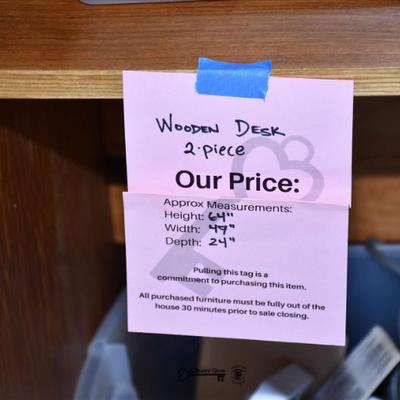 WOODEN DESK
2-piece
Our Price:
Approx Measurements:
Height: 64"
Width: 47"
Depth: 24"
Pulling this tag is a
commitment to purchasing this item.
All purchased furniture must be fully out of the
house 30 minutes prior to sale closing.